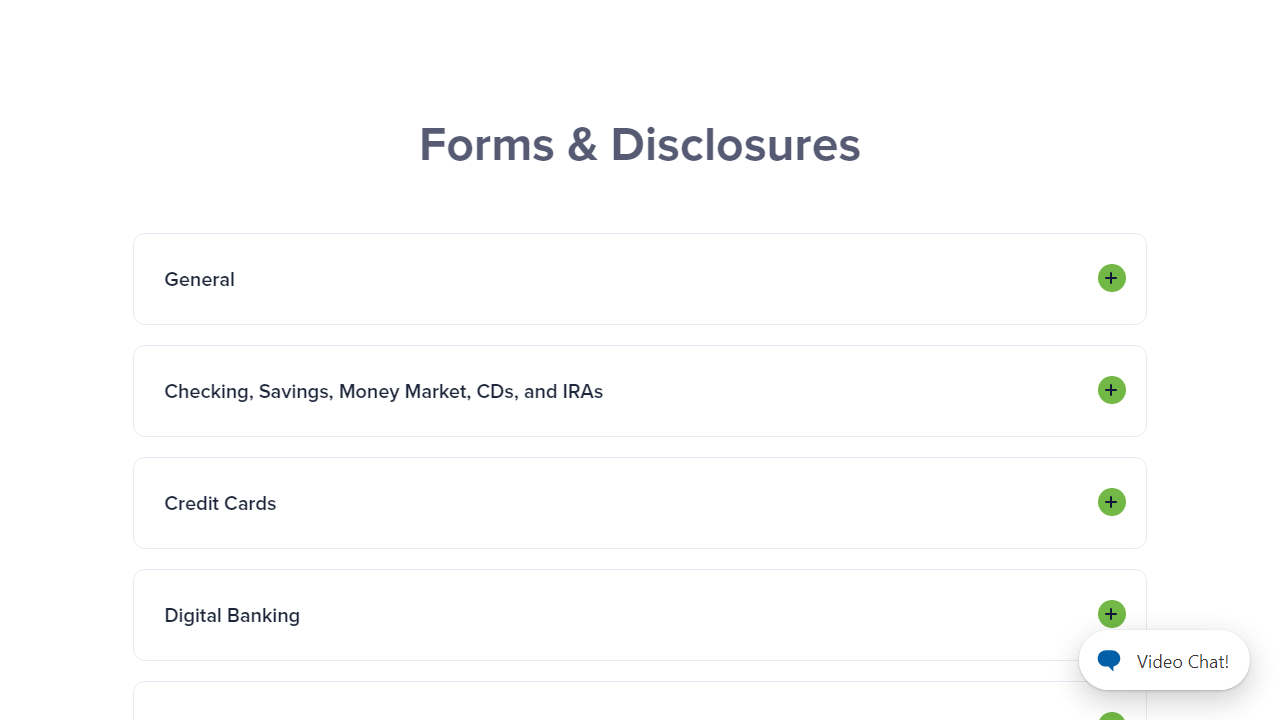 Forms & Disclosures
General
Checking, Savings, Money Market, CDs, and IRAs
Credit Cards
Digital Banking
Video Chat!